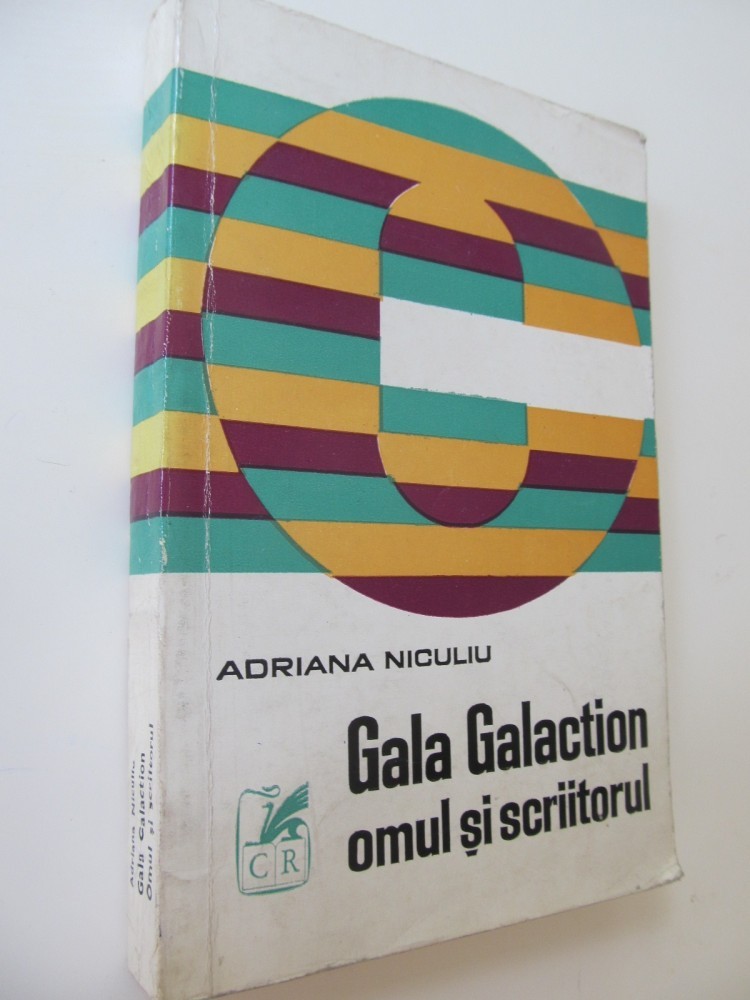 ADRIANA NICULIU
Gala Galaction
omul și scriitorul
CR
Adriana Niculiu
Gala Galaction
Omul și scriitorul